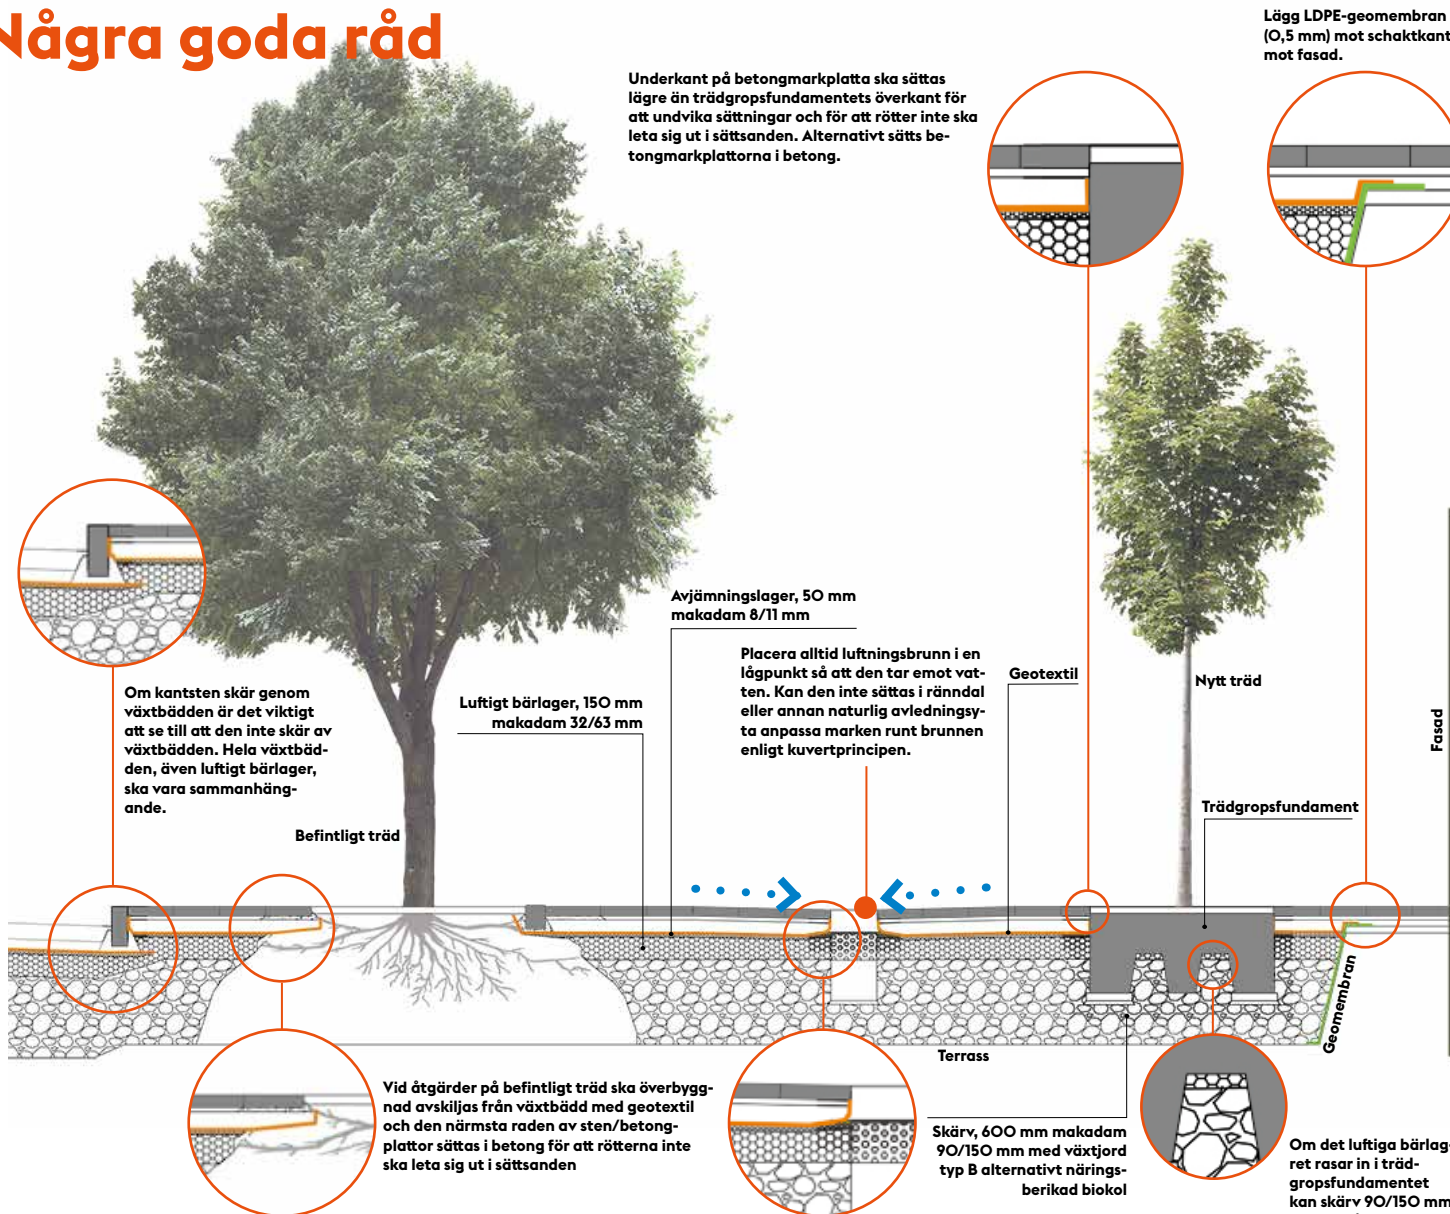 Några goda råd
Lägg LDPE-geomembran
(0,5 mm) mot schaktkant
mot fasad.
Underkant på betongmarkplatta ska sättas
lägre än trädgropsfundamentets överkant för
att undvika sättningar och för att rötter inte ska
leta sig ut i sättsanden. Alternativt sätts be-
tongmarkplattorna i betong.
Avjämningslager, 50 mm
makadam 8/11 mm
Placera alltid luftningsbrunn i en
lågpunkt så att den tar emot vat-
ten. Kan den inte sättas i ränndal
eller annan naturlig avledningsy-
ta anpassa marken runt brunnen
enligt kuvertprincipen.
Geotextil
Nytt träd
Om kantsten skär genom
växtbädden är det viktigt
att se till att den inte skär av
växtbädden. Hela växtbäd-
den, även luftigt bärlager,
ska vara sammanhäng-
ande.
Luftigt bärlager, 150 mm
makadam 32/63 mm
Fasad
Befintligt träd
Trädgropsfundament
Geomembran
Terrass
Vid åtgärder på befintligt träd ska överbygg-
nad avskiljas från växtbädd med geotextil
och den närmsta raden av sten/betong-
plattor sättas i betong för att rötterna inte
ska leta sig ut i sättsanden
Skärv, 600 mm makadam
90/150 mm med växtjord
typ B alternativt närings-
berikad biokol
Om det luftiga bärlag-
ret rasar in i träd-
gropsfundamentet
kan skärv 90/150 mm